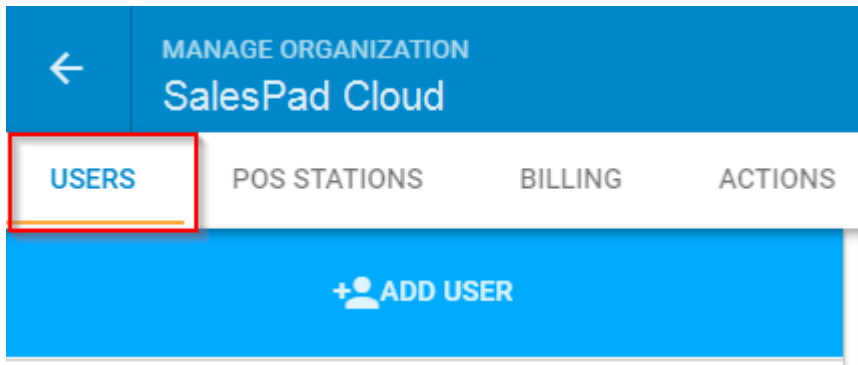 MANAGE ORGANIZATION
SalesPad Cloud
USERS POS STATIONS BILLING ACTIONS
ADD USER